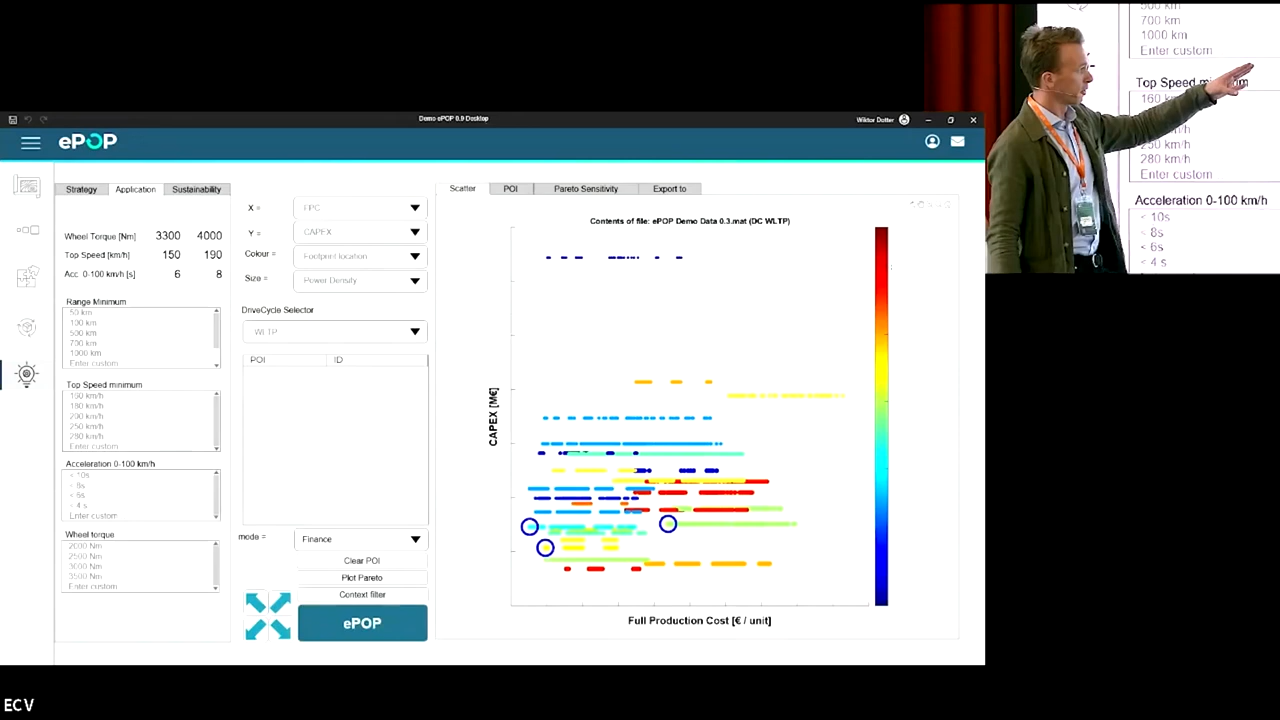 Demo ePOP 0.9 Desktop
Wiktor Dotter
ePOP
Strategy
Application
Sustainability
Wheel Torque [Nm] 3300 4000
Top Speed [km/h] 150 190
Acc. 0-100 km/h [s] 6 8
Range Minimum
50 km
100 km
500 km
700 km
1000 km
Enter custom
Top Speed minimum
160 km/h
180 km/h
200 km/h
250 km/h
280 km/h
Enter custom
Acceleration 0-100 km/h
< 10s
< 8s
< 6s
< 4 s
Enter custom
Wheel torque
2000 Nm
2500 Nm
3000 Nm
3500 Nm
Enter custom
X = FPC
Y = CAPEX
Colour = Footprint location
Size = Power Density
DriveCycle Selector
WLTP
POI ID
mode = Finance
Clear POI
Plot Pareto
Context filter
ePOP
Scatter
POI
Pareto Sensitivity
Export to
Contents of file: ePOP Demo Data 0.3.mat (DC WLTP)
CAPEX [M€]
Full Production Cost [€ / unit]
500 km
700 km
1000 km
Enter custom
Top Speed
160
250 km/h
280 km/h
Enter custom
Acceleration 0-100 km/h
< 10s
< 8s
< 6s
< 4 s
ECV